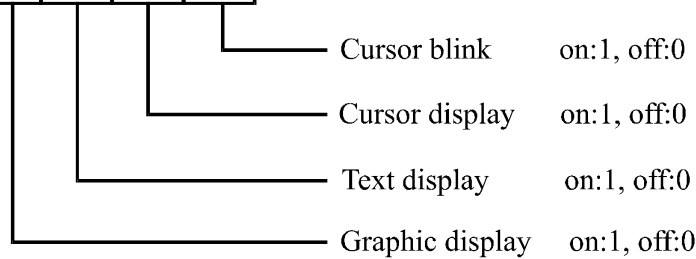 Cursor blink on:1, off:0
Cursor display on:1, off:0
Text display on:1, off:0
Graphic display on:1, off:0